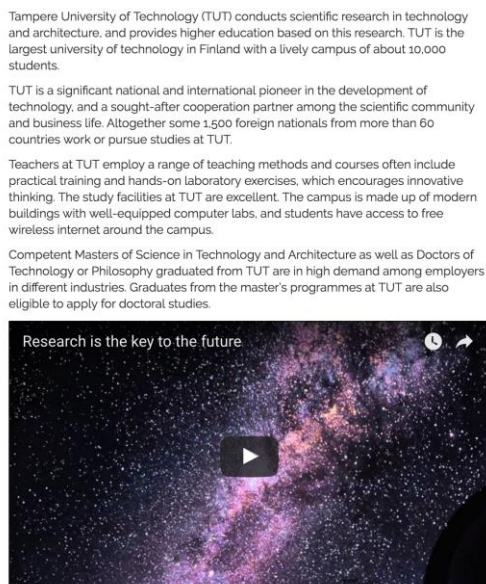 Tampere University of Technology (TUT) conducts scientific research in technology
and architecture, and provides higher education based on this research. TUT is the
largest university of technology in Finland with a lively campus of about 10,000
students.
TUT is a significant national and international pioneer in the development of
technology, and a sought-after cooperation partner among the scientific community
and business life. Altogether some 1,500 foreign nationals from more than 60
countries work or pursue studies at TUT.
Teachers at TUT employ a range of teaching methods and courses often include
practical training and hands-on laboratory exercises, which encourages innovative
thinking. The study facilities at TUT are excellent. The campus is made up of modern
buildings with well-equipped computer labs, and students have access to free
wireless internet around the campus.
Competent Masters of Science in Technology and Architecture as well as Doctors of
Technology or Philosophy graduated from TUT are in high demand among employers
in different industries. Graduates from the master's programmes at TUT are also
eligible to apply for doctoral studies.
Research is the key to the future